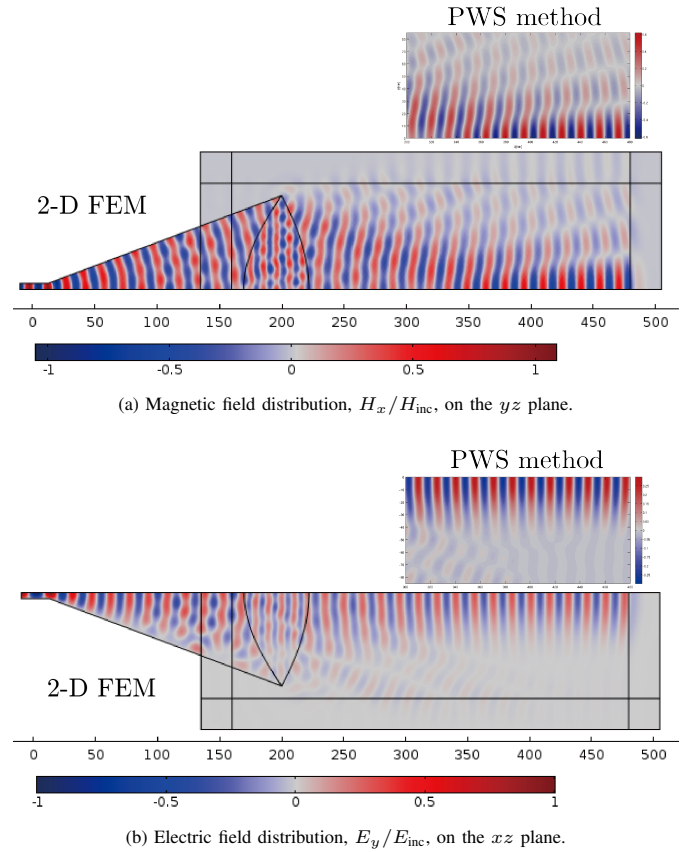 PWS method
2-D FEM
0 50 100 150 200 250 300 350 400 450 500
-1 -0.5 0 0.5 1
(a) Magnetic field distribution, Hx/Hinc, on the yz plane.
PWS method
2-D FEM
0 50 100 150 200 250 300 350 400 450 500
-1 -0.5 0 0.5 1
(b) Electric field distribution, Ey/Einc, on the xz plane.